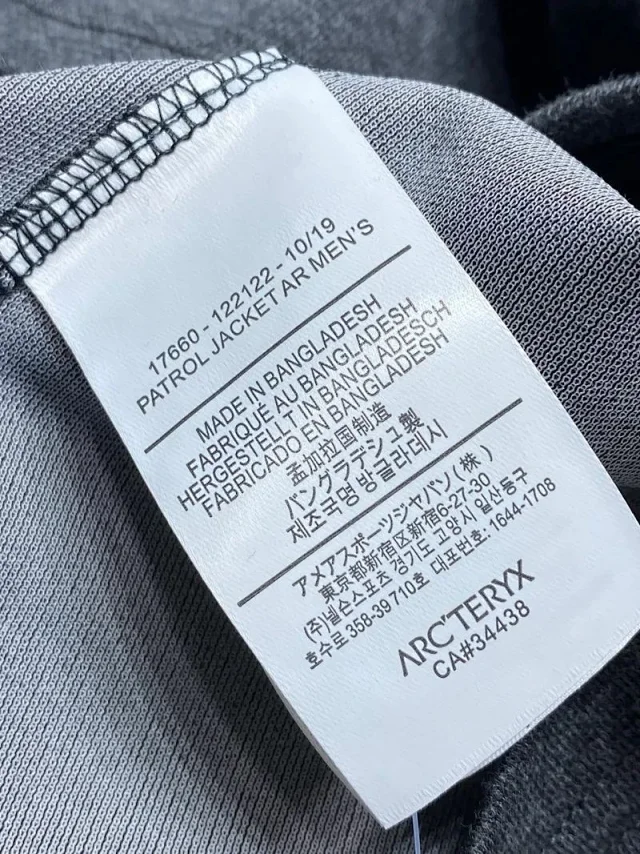 17660 - 122122 - 10/19
PATROL JACKET AR MEN'S
MADE IN BANGLADESH
FABRIQUÉ AU BANGLADESH
HERGESTELLT IN BANGLADESCH
FABRICADO EN BANGLADESH
孟加拉国制造
バングラデシュ製
제조국명 방글라데시
アメアスポーツジャパン(株)
東京都新宿区新宿6-27-30
(주)넬슨스포츠 경기도 고양시 일산동구
호수로 358-39 710호 대표번호. 1644-1708
ARC'TERYX
CA#34438